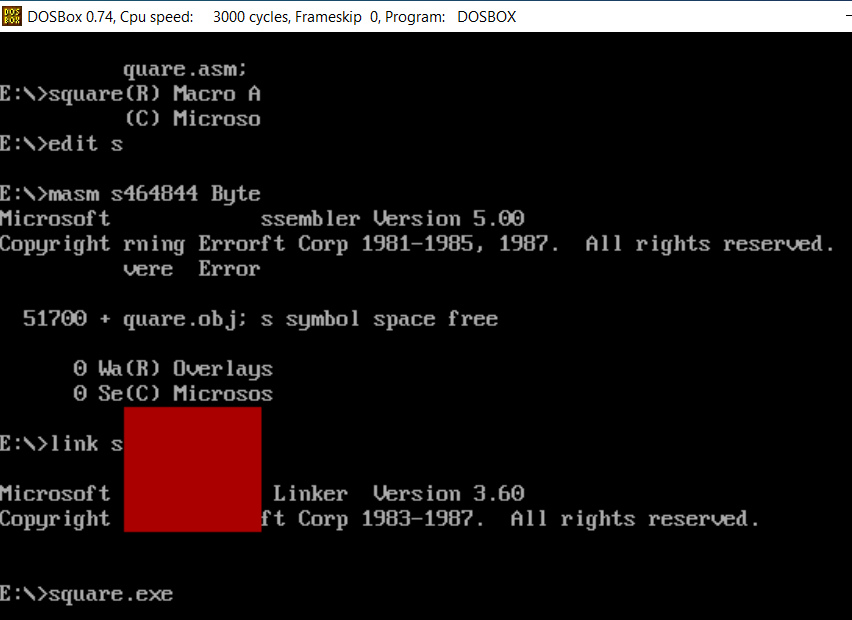 DOSBox 0.74, Cpu speed: 3000 cycles, Frameskip 0, Program: DOSBOX
quare.asm;
E:\>square(R) Macro A
(C) Microso
E:\>edit s
E:\>masm s464844 Byte
Microsoft ssembler Version 5.00
Copyright rning Errorft Corp 1981-1985, 1987. All rights reserved.
vere Error
51700 + quare.obj; s symbol space free
0 Wa(R) Overlays
0 Se(C) Microsos
E:\>link s
Microsoft Linker Version 3.60
Copyright ft Corp 1983-1987. All rights reserved.
E:\>square.exe